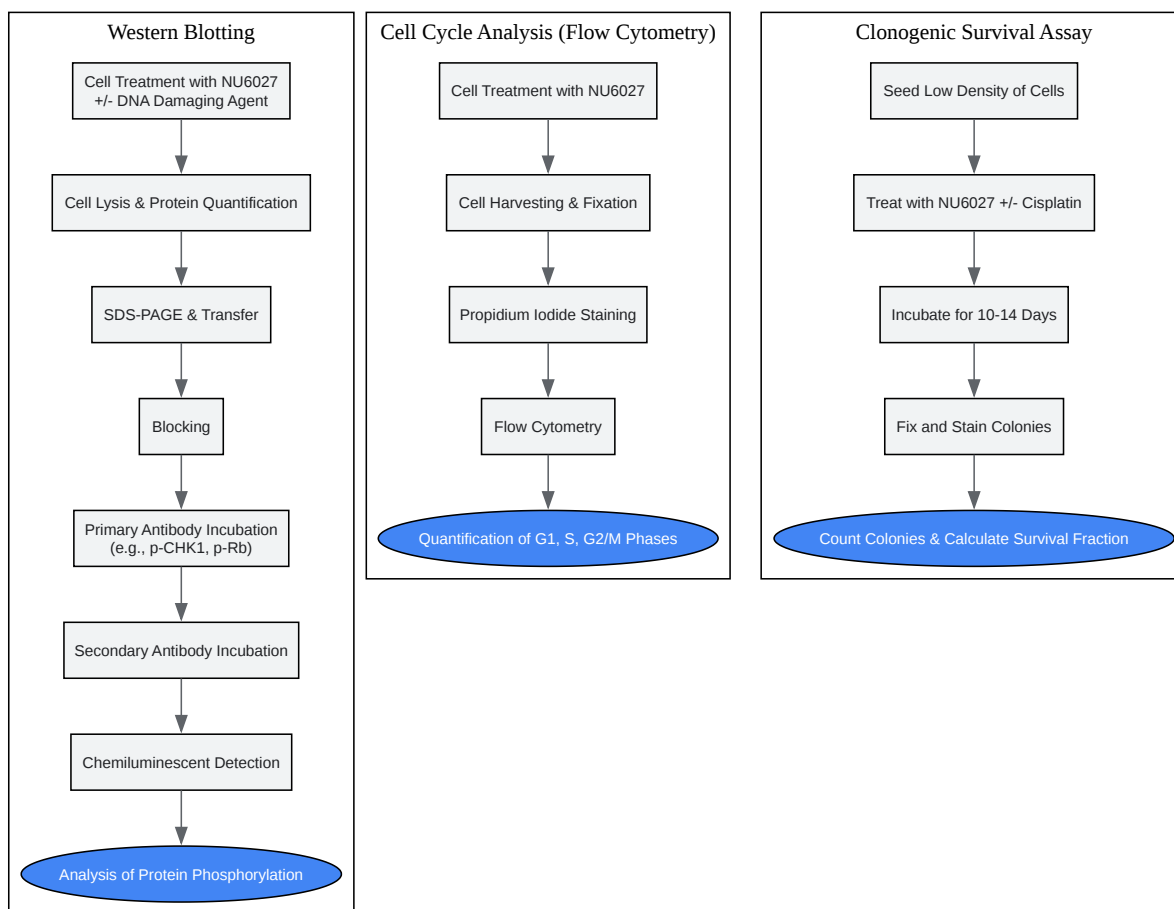 Western Blotting
Cell Treatment with NU6027
+/- DNA Damaging Agent
Cell Lysis & Protein Quantification
SDS-PAGE & Transfer
Blocking
Primary Antibody Incubation
(e.g., p-CHK1, p-Rb)
Secondary Antibody Incubation
Chemiluminescent Detection
Analysis of Protein Phosphorylation
Cell Cycle Analysis (Flow Cytometry)
Cell Treatment with NU6027
Cell Harvesting & Fixation
Propidium Iodide Staining
Flow Cytometry
Quantification of G1, S, G2/M Phases
Clonogenic Survival Assay
Seed Low Density of Cells
Treat with NU6027 +/- Cisplatin
Incubate for 10-14 Days
Fix and Stain Colonies
Count Colonies & Calculate Survival Fraction